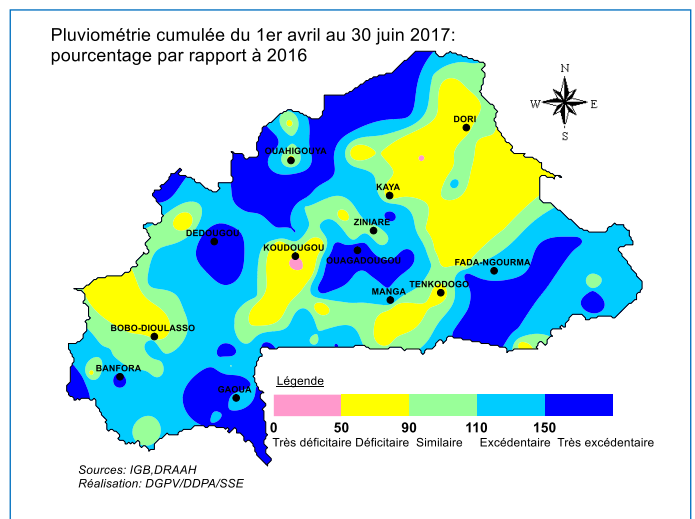 Pluviométrie cumulée du 1er avril au 30 juin 2017:
pourcentage par rapport à 2016
N
W E
S
DORI
OUAHIGOUYA
KAYA
ZINIARE
DEDOUGOU
KOUDOUGOU
OUAGADOUGOU
FADA-NGOURMA
MANGA
TENKODOGO
BOBO-DIOULASSO
BANFORA
GAOUA
Légende
0 50 90 110 150
Très déficitaire Déficitaire Similaire Excédentaire Très excédentaire
Sources: IGB,DRAAH
Réalisation: DGPV/DDPA/SSE